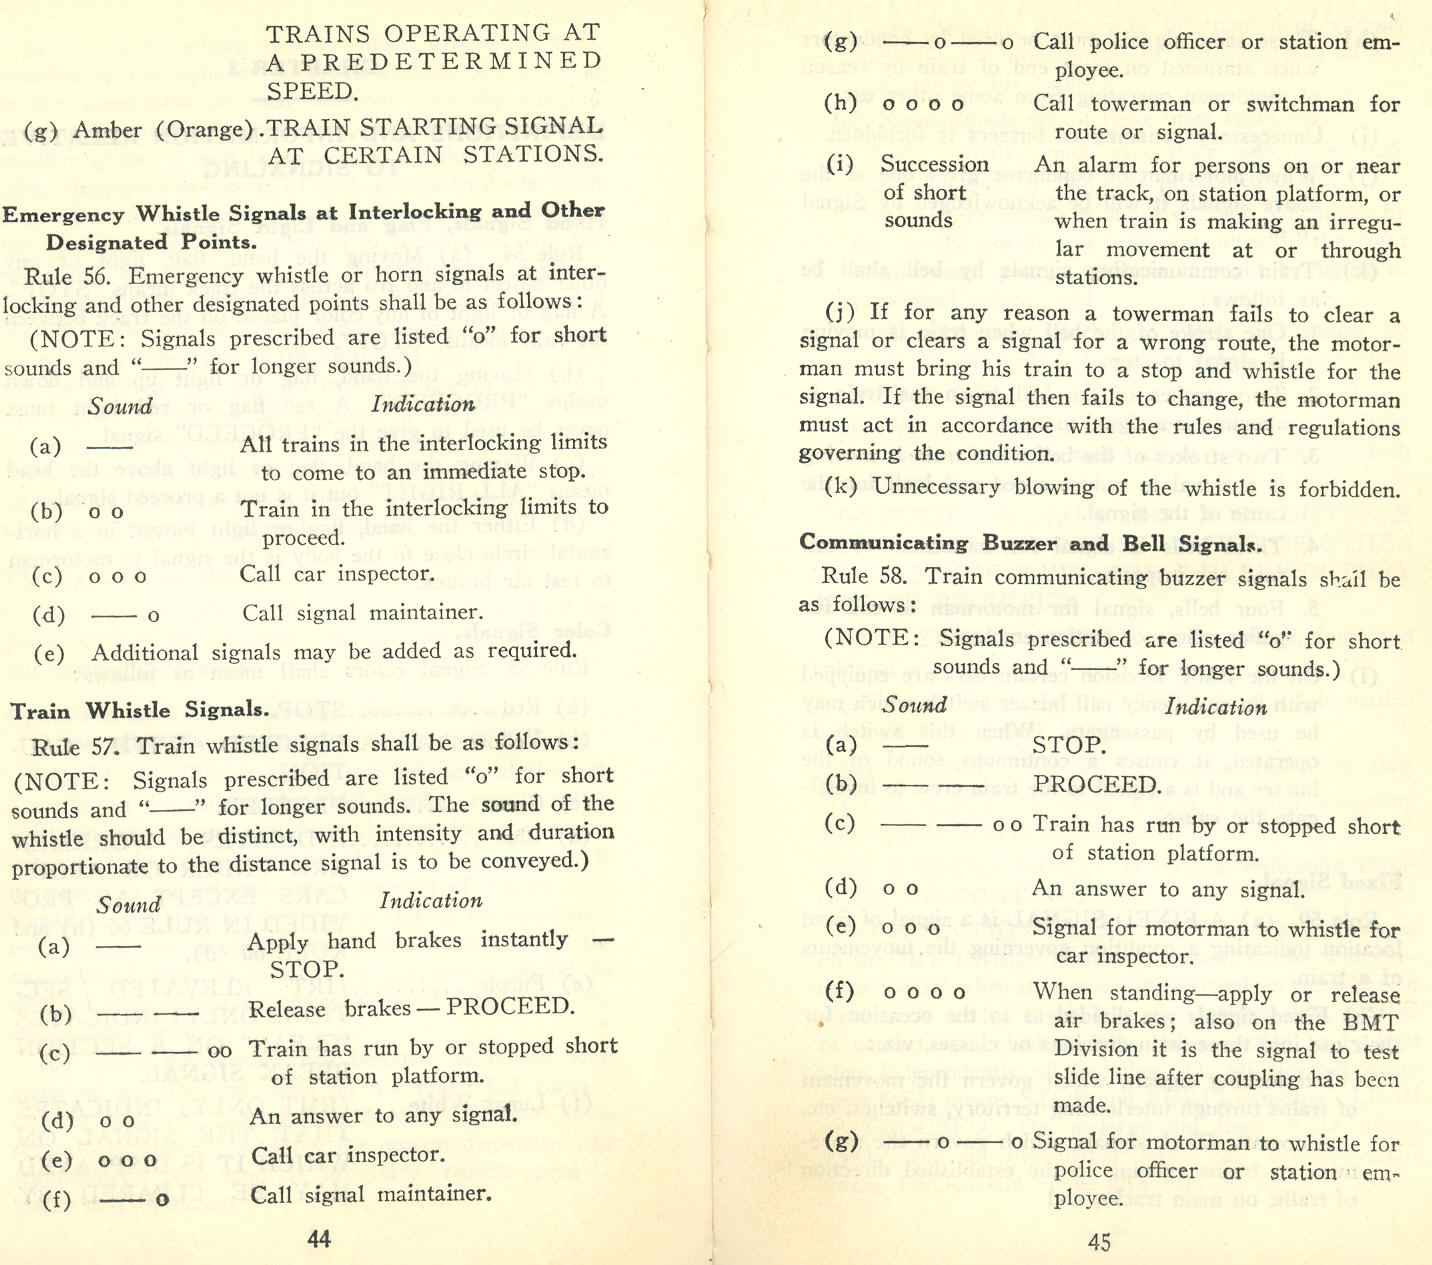 TRAINS OPERATING AT
A PREDETERMINED
SPEED.
(g) Amber (Orange).TRAIN STARTING SIGNAL
AT CERTAIN STATIONS.
Emergency Whistle Signals at Interlocking and Other
Designated Points.
Rule 56. Emergency whistle or horn signals at inter-
locking and other designated points shall be as follows:
(NOTE: Signals prescribed are listed "o" for short
sounds and "——" for longer sounds.)
Sound Indication
(a) —— All trains in the interlocking limits
to come to an immediate stop.
(b) o o Train in the interlocking limits to
proceed.
(c) o o o Call car inspector.
(d) —— o Call signal maintainer.
(e) Additional signals may be added as required.
Train Whistle Signals.
Rule 57. Train whistle signals shall be as follows:
(NOTE: Signals prescribed are listed "o" for short
sounds and "——" for longer sounds. The sound of the
whistle should be distinct, with intensity and duration
proportionate to the distance signal is to be conveyed.)
Sound Indication
(a) —— Apply hand brakes instantly —
STOP.
(b) —— —— Release brakes — PROCEED.
(c) —— —— oo Train has run by or stopped short
of station platform.
(d) o o An answer to any signal.
(e) o o o Call car inspector.
(f) —— o Call signal maintainer.
44
(g) ——o——o Call police officer or station em-
ployee.
(h) o o o o Call towerman or switchman for
route or signal.
(i) Succession An alarm for persons on or near
of short the track, on station platform, or
sounds when train is making an irregu-
lar movement at or through
stations.
(j) If for any reason a towerman fails to clear a
signal or clears a signal for a wrong route, the motor-
man must bring his train to a stop and whistle for the
signal. If the signal then fails to change, the motorman
must act in accordance with the rules and regulations
governing the condition.
(k) Unnecessary blowing of the whistle is forbidden.
Communicating Buzzer and Bell Signals.
Rule 58. Train communicating buzzer signals shall be
as follows:
(NOTE: Signals prescribed are listed "o" for short
sounds and "——" for longer sounds.)
Sound Indication
(a) —— STOP.
(b) —— —— PROCEED.
(c) —— —— o o Train has run by or stopped short
of station platform.
(d) o o An answer to any signal.
(e) o o o Signal for motorman to whistle for
car inspector.
(f) o o o o When standing—apply or release
air brakes; also on the BMT
Division it is the signal to test
slide line after coupling has been
made.
(g) —— o —— o Signal for motorman to whistle for
police officer or station em-
ployee.
45